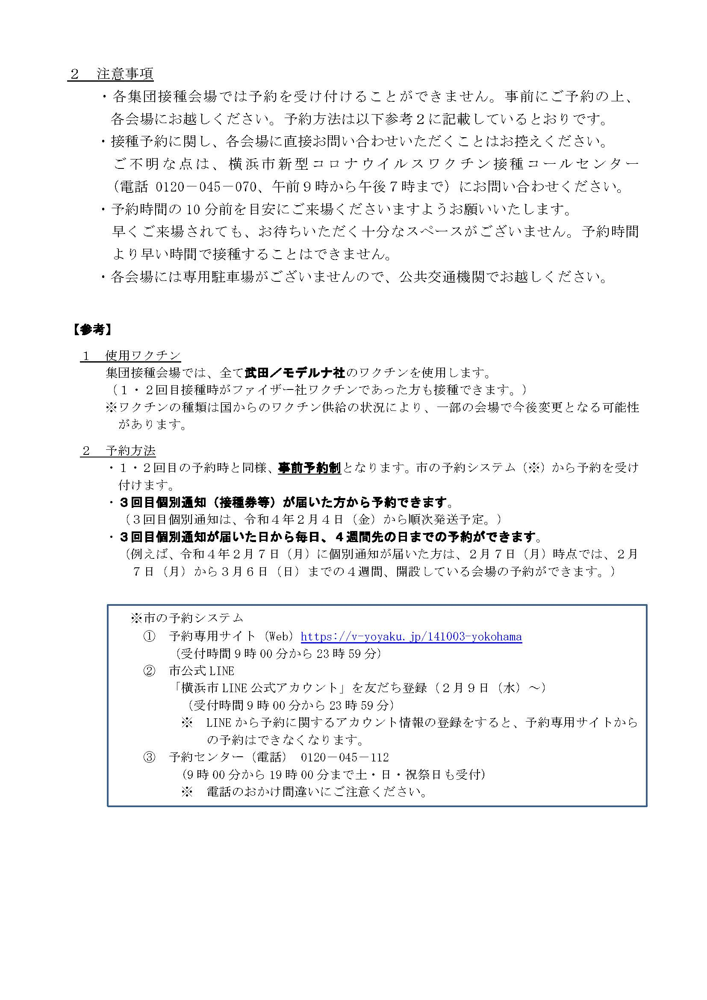 ２　注意事項
・各集団接種会場では予約を受け付けることができません。事前にご予約の上、
各会場にお越しください。予約方法は以下参考２に記載しているとおりです。
・接種予約に関し、各会場に直接お問い合わせいただくことはお控えください。
ご不明な点は、横浜市新型コロナウイルスワクチン接種コールセンター
（電話 0120－045－070、午前９時から午後７時まで）にお問い合わせください。
・予約時間の 10 分前を目安にご来場くださいますようお願いいたします。
早くご来場されても、お待ちいただく十分なスペースがございません。予約時間
より早い時間で接種することはできません。
・各会場には専用駐車場がございませんので、公共交通機関でお越しください。
【参考】
１　使用ワクチン
集団接種会場では、全て武田／モデルナ社のワクチンを使用します。
（１・２回目接種時がファイザー社ワクチンであった方も接種できます。）
※ワクチンの種類は国からのワクチン供給の状況により、一部の会場で今後変更となる可能性
があります。
２　予約方法
・１・２回目の予約時と同様、事前予約制となります。市の予約システム（※）から予約を受け
付けます。
・３回目個別通知（接種券等）が届いた方から予約できます。
（３回目個別通知は、令和４年２月４日（金）から順次発送予定。）
・３回目個別通知が届いた日から毎日、４週間先の日までの予約ができます。
（例えば、令和４年２月７日（月）に個別通知が届いた方は、２月７日（月）時点では、２月
７日（月）から３月６日（日）までの４週間、開設している会場の予約ができます。）
※市の予約システム
①　予約専用サイト（Web）https://v-yoyaku.jp/141003-yokohama
（受付時間 9 時 00 分から 23 時 59 分）
②　市公式 LINE
「横浜市 LINE 公式アカウント」を友だち登録（２月９日（水）～）
（受付時間 9 時 00 分から 23 時 59 分）
※　LINE から予約に関するアカウント情報の登録をすると、予約専用サイトから
の予約はできなくなります。
③　予約センター（電話）　0120－045－112
（9 時 00 分から 19 時 00 分まで土・日・祝祭日も受付）
※　電話のおかけ間違いにご注意ください。